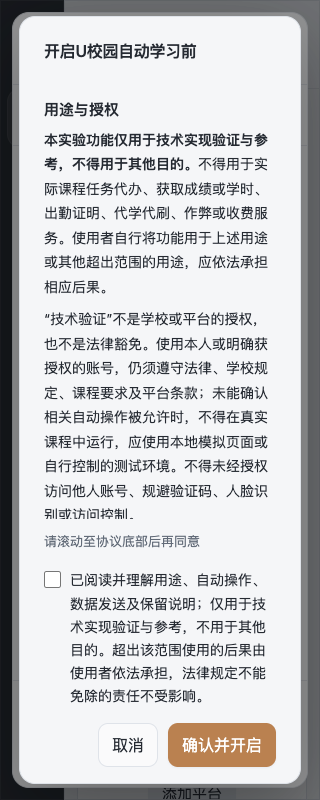 开启U校园自动学习前
用途与授权
本实验功能仅用于技术实现验证与参
考，不得用于其他目的。不得用于实
际课程任务代办、获取成绩或学时、
出勤证明、代学代刷、作弊或收费服
务。使用者自行将功能用于上述用途
或其他超出范围的用途，应依法承担
相应后果。
“技术验证”不是学校或平台的授权，
也不是法律豁免。使用本人或明确获
授权的账号，仍须遵守法律、学校规
定、课程要求及平台条款；未能确认
相关自动操作被允许时，不得在真实
课程中运行，应使用本地模拟页面或
自行控制的测试环境。不得未经授权
访问他人账号、规避验证码、人脸识
别或访问控制。
请滚动至协议底部后再同意
已阅读并理解用途、自动操作、
数据发送及保留说明；仅用于技
术实现验证与参考，不用于其他
目的。超出该范围使用的后果由
使用者依法承担，法律规定不能
免除的责任不受影响。
取消
确认并开启
添加平台